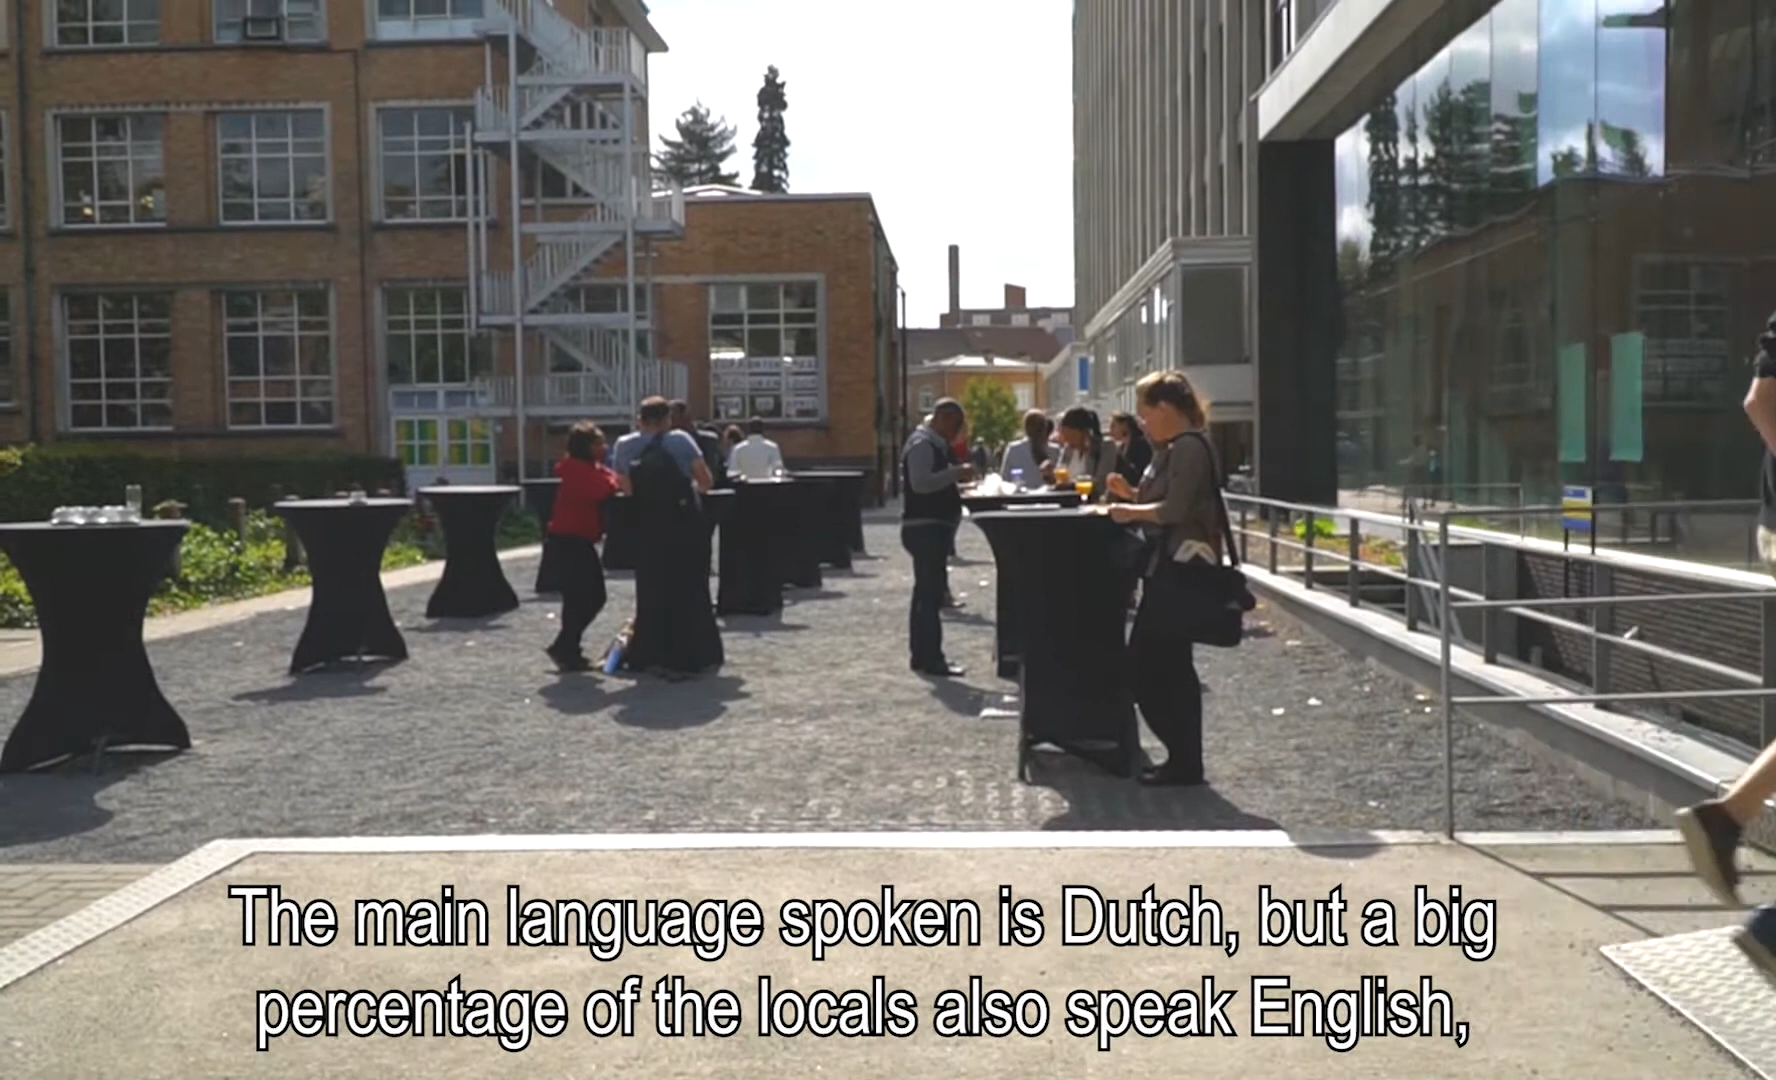 The main language spoken is Dutch, but a big
percentage of the locals also speak English,